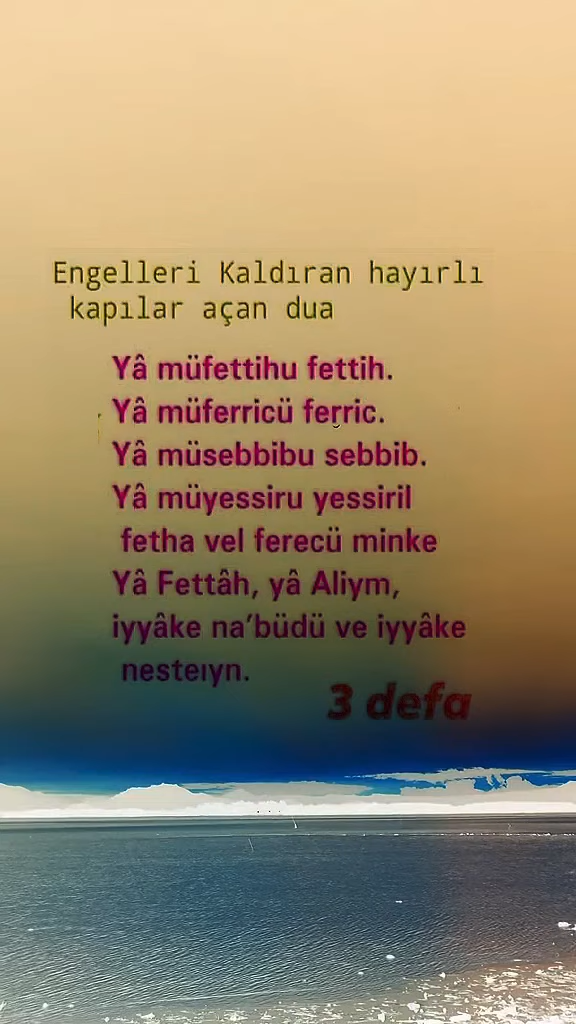 Engelleri Kaldıran hayırlı
kapılar açan dua
Yâ müfettihu fettih.
Yâ müferricü ferric.
Yâ müsebbibu sebbib.
Yâ müyessiru yessiril
fetha vel ferecü minke
Yâ Fettâh, yâ Aliym,
iyyâke na’büdü ve iyyâke
nesteıyn.
3 defa